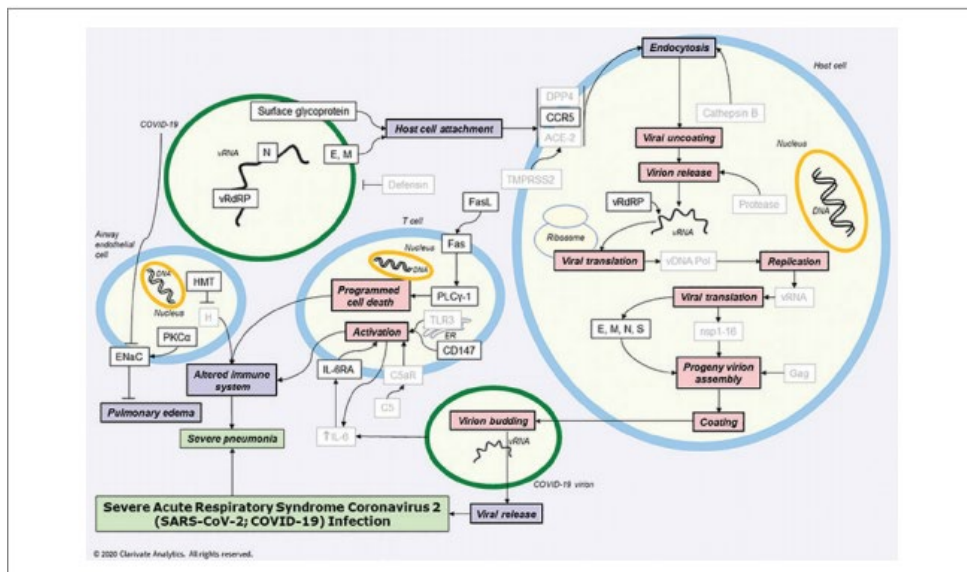 COVID-19
Surface glycoprotein
N
vRNA
E, M
vRdRP
Host cell attachment
Defensin
DPP4
CCR5
ACE-2
TMPRSS2
Endocytosis
Host cell
Cathepsin B
Viral uncoating
Virion release
Nucleus
DNA
Protease
vRdRP
vRNA
Ribosome
Viral translation
vDNA Pol
Replication
Viral translation
vRNA
E, M, N, S
nsp1-16
Progeny virion
assembly
Gag
Coating
FasL
T cell
Fas
Nucleus
DNA
Programmed
cell death
PLCγ-1
TLR3
Activation
ER
CD147
IL-6RA
C5aR
C5
↑IL-6
Airway
endothelial
cell
DNA
HMT
Nucleus
H
PKCα
ENaC
Altered immune
system
Pulmonary edema
Severe pneumonia
Virion budding
vRNA
COVID-19 virion
Viral release
Severe Acute Respiratory Syndrome Coronavirus 2
(SARS-CoV-2; COVID-19) Infection
© 2020 Clarivate Analytics. All rights reserved.